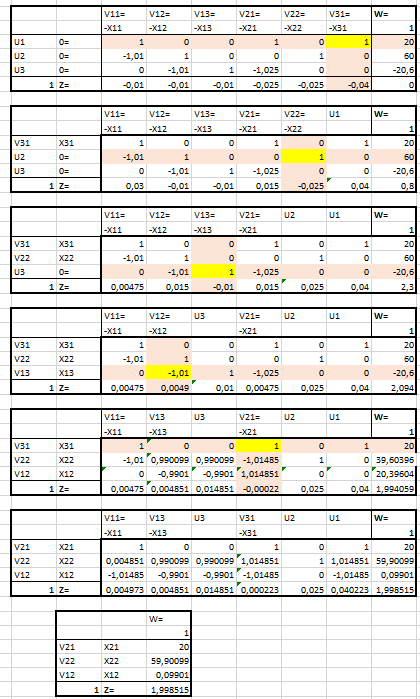 V11= V12= V13= V21= V22= V31= W=
-X11 -X12 -X13 -X21 -X22 -X31 1
U1 0= 1 0 0 1 0 1 20
U2 0= -1,01 1 0 0 1 0 60
U3 0= 0 -1,01 1 -1,025 0 0 -20,6
1 Z= -0,01 -0,01 -0,01 -0,025 -0,025 -0,04 0
V11= V12= V13= V21= V22= U1 W=
-X11 -X12 -X13 -X21 -X22 1
V31 X31 1 0 0 1 0 1 20
U2 0= -1,01 1 0 0 1 0 60
U3 0= 0 -1,01 1 -1,025 0 0 -20,6
1 Z= 0,03 -0,01 -0,01 0,015 -0,025 0,04 0,8
V11= V12= V13= V21= U2 U1 W=
-X11 -X12 -X13 -X21 1
V31 X31 1 0 0 1 0 1 20
V22 X22 -1,01 1 0 0 1 0 60
U3 0= 0 -1,01 1 -1,025 0 0 -20,6
1 Z= 0,00475 0,015 -0,01 0,015 0,025 0,04 2,3
V11= V12= U3 V21= U2 U1 W=
-X11 -X12 -X21 1
V31 X31 1 0 0 1 0 1 20
V22 X22 -1,01 1 0 0 1 0 60
V13 X13 0 -1,01 1 -1,025 0 0 -20,6
1 Z= 0,00475 0,0049 0,01 0,00475 0,025 0,04 2,094
V11= V13 U3 V21= U2 U1 W=
-X11 -X13 -X21 1
V31 X31 1 0 0 1 0 1 20
V22 X22 -1,01 0,990099 0,990099 -1,01485 1 0 39,60396
V12 X12 0 -0,9901 -0,9901 1,014851 0 0 20,39604
1 Z= 0,00475 0,004851 0,014851 -0,00022 0,025 0,04 1,994059
V11= V13 U3 V31= U2 U1 W=
-X11 -X13 -X31 1
V21 X21 1 0 0 1 0 1 20
V22 X22 0,004851 0,990099 0,990099 1,014851 1 1,014851 59,90099
V12 X12 -1,01485 -0,9901 -0,9901 -1,01485 0 -1,01485 0,09901
1 Z= 0,004973 0,004851 0,014851 0,000223 0,025 0,040223 1,998515
W=
1
V21 X21 20
V22 X22 59,90099
V12 X12 0,09901
1 Z= 1,998515